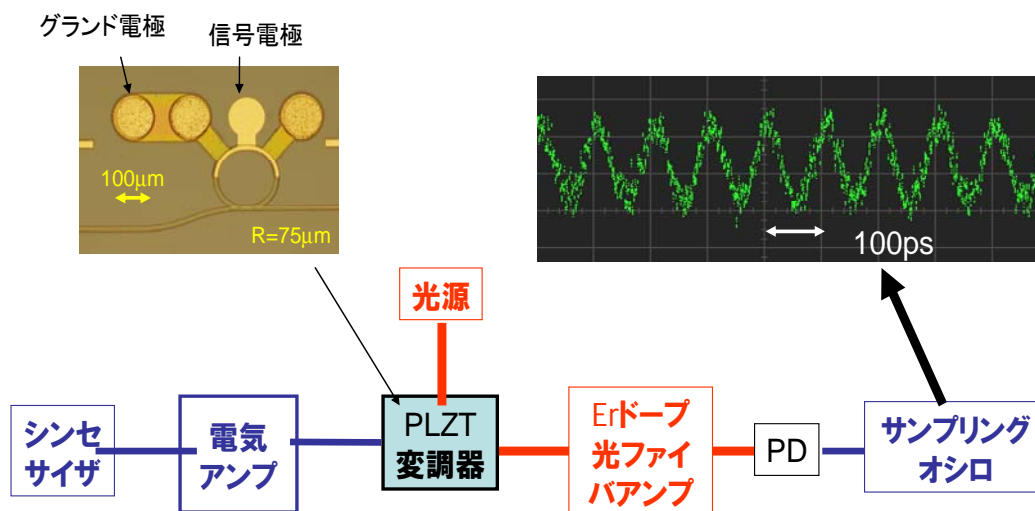 グランド電極
信号電極
100μm
R=75μm
100ps
光源
シンセ
サイザ
電気
アンプ
PLZT
変調器
Erドープ
光ファイ
バアンプ
PD
サンプリング
オシロ